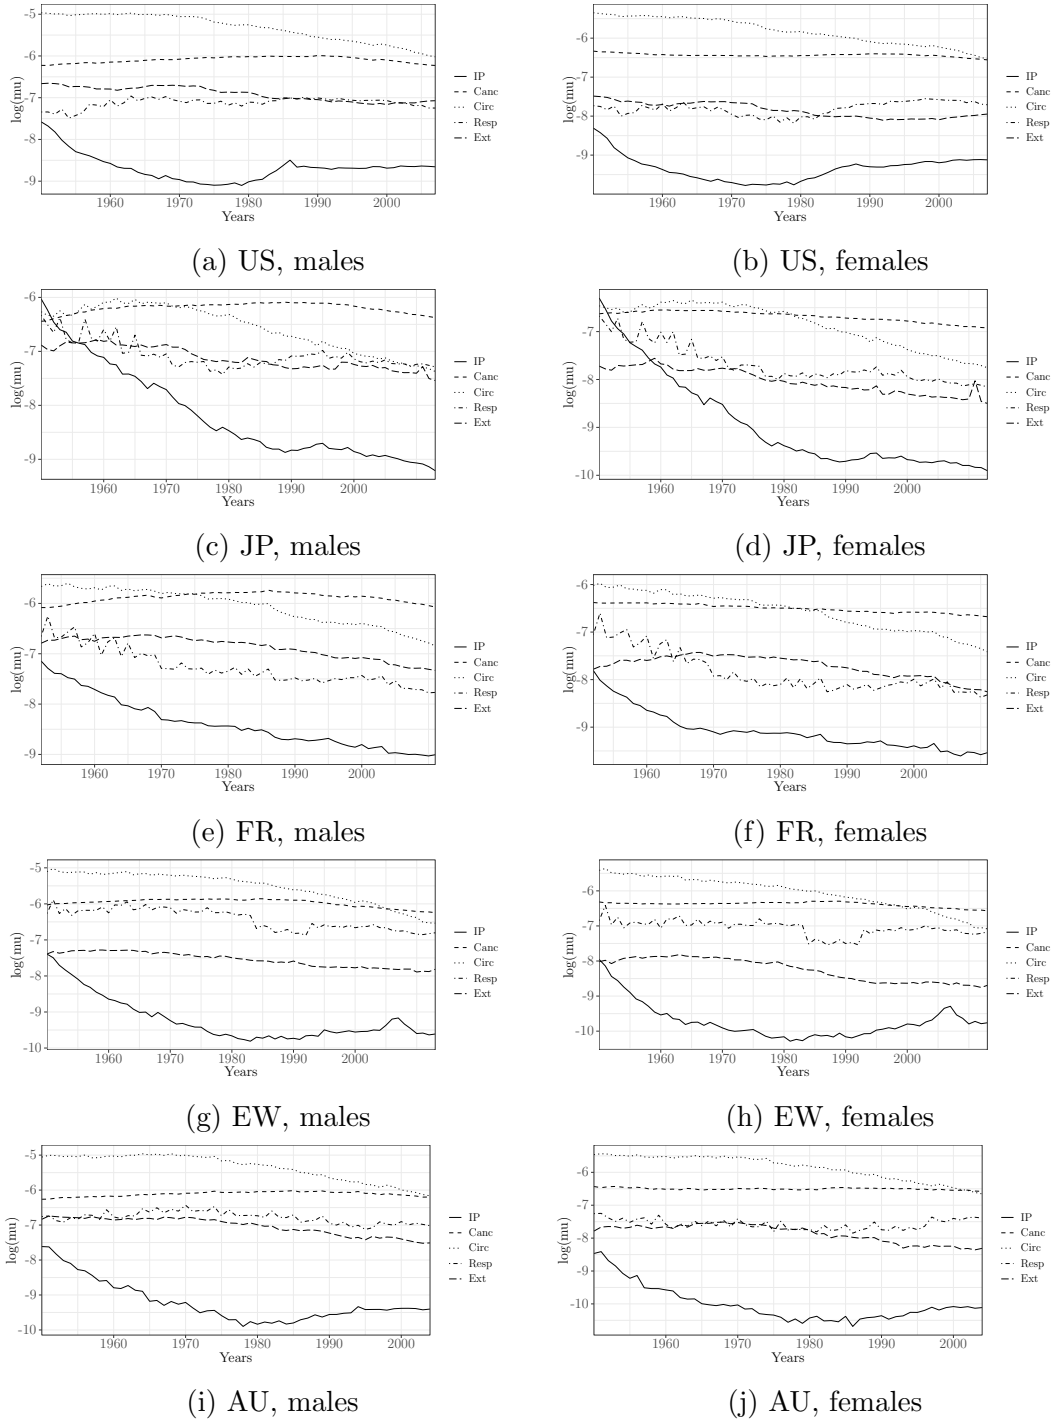 log(mu)
-5
-6
-7
-8
-9
1960 1970 1980 1990 2000
Years
IP
Canc
Circ
Resp
Ext
(a) US, males
log(mu)
-6
-7
-8
-9
1960 1970 1980 1990 2000
Years
IP
Canc
Circ
Resp
Ext
(b) US, females
log(mu)
-6
-7
-8
-9
1960 1970 1980 1990 2000
Years
IP
Canc
Circ
Resp
Ext
(c) JP, males
log(mu)
-7
-8
-9
-10
1960 1970 1980 1990 2000
Years
IP
Canc
Circ
Resp
Ext
(d) JP, females
log(mu)
-6
-7
-8
-9
1960 1970 1980 1990 2000
Years
IP
Canc
Circ
Resp
Ext
(e) FR, males
log(mu)
-6
-7
-8
-9
1960 1970 1980 1990 2000
Years
IP
Canc
Circ
Resp
Ext
(f) FR, females
log(mu)
-5
-6
-7
-8
-9
-10
1960 1970 1980 1990 2000
Years
IP
Canc
Circ
Resp
Ext
(g) EW, males
log(mu)
-6
-7
-8
-9
-10
1960 1970 1980 1990 2000
Years
IP
Canc
Circ
Resp
Ext
(h) EW, females
log(mu)
-5
-6
-7
-8
-9
-10
1960 1970 1980 1990 2000
Years
IP
Canc
Circ
Resp
Ext
(i) AU, males
log(mu)
-6
-7
-8
-9
-10
1960 1970 1980 1990 2000
Years
IP
Canc
Circ
Resp
Ext
(j) AU, females